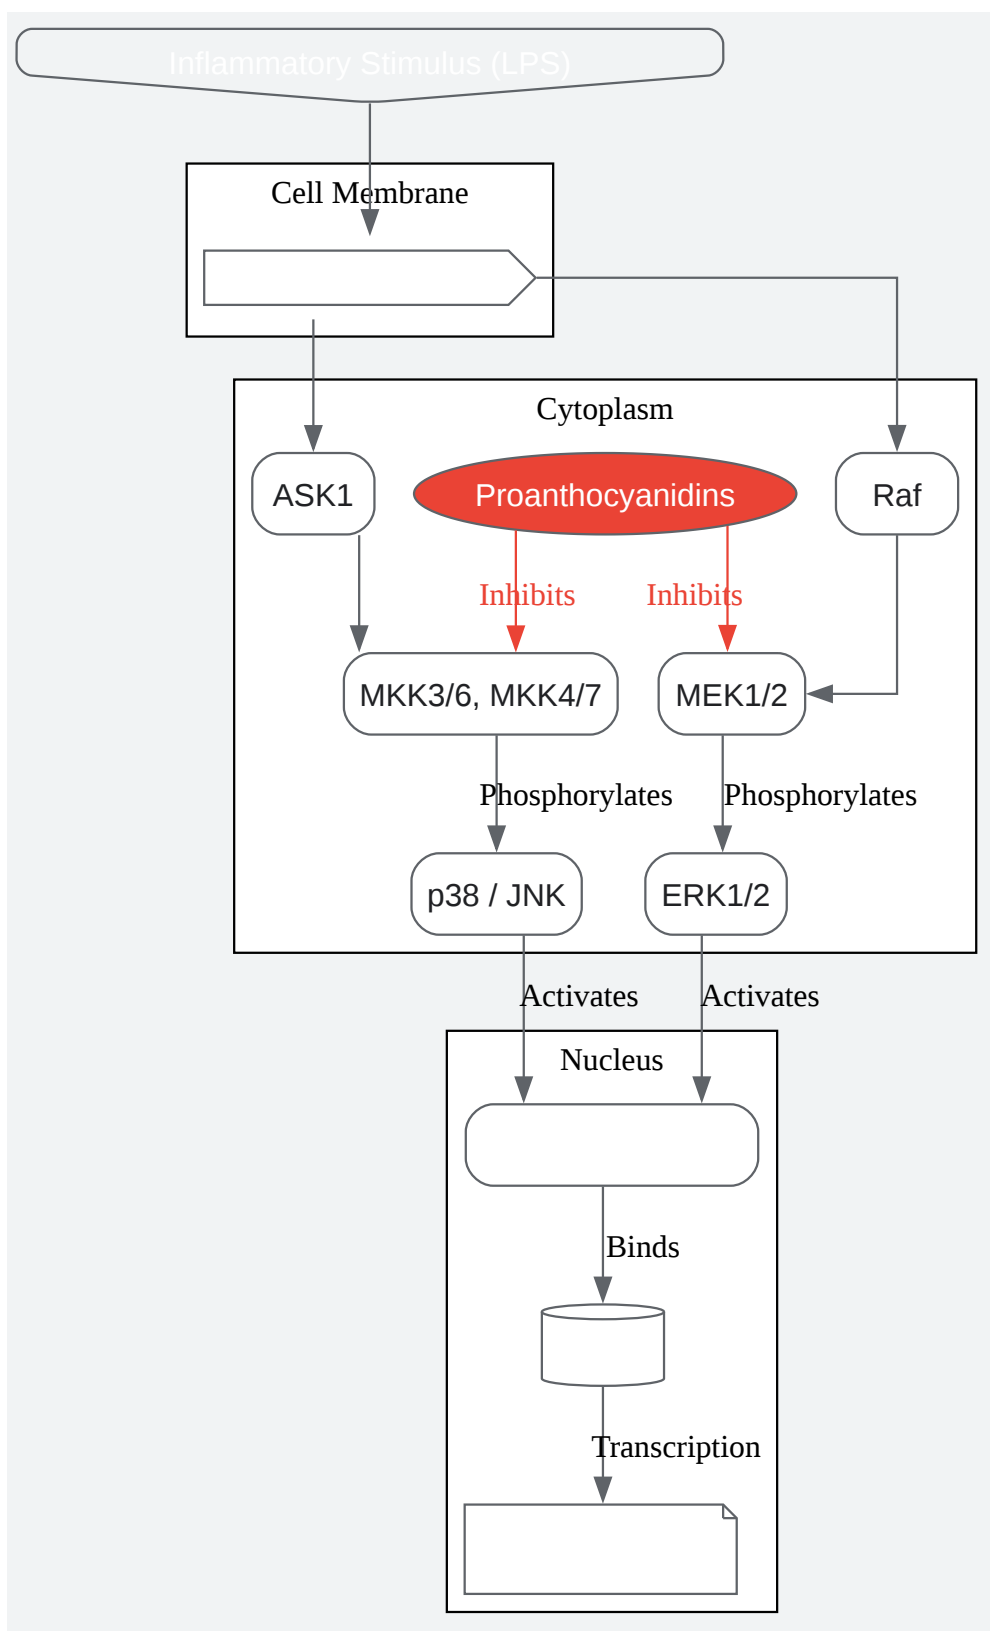 Inflammatory Stimulus (LPS)
Cell Membrane
Cytoplasm
ASK1
Proanthocyanidins
Raf
Inhibits
Inhibits
MKK3/6, MKK4/7
MEK1/2
Phosphorylates
Phosphorylates
p38 / JNK
ERK1/2
Activates
Activates
Nucleus
Binds
Transcription